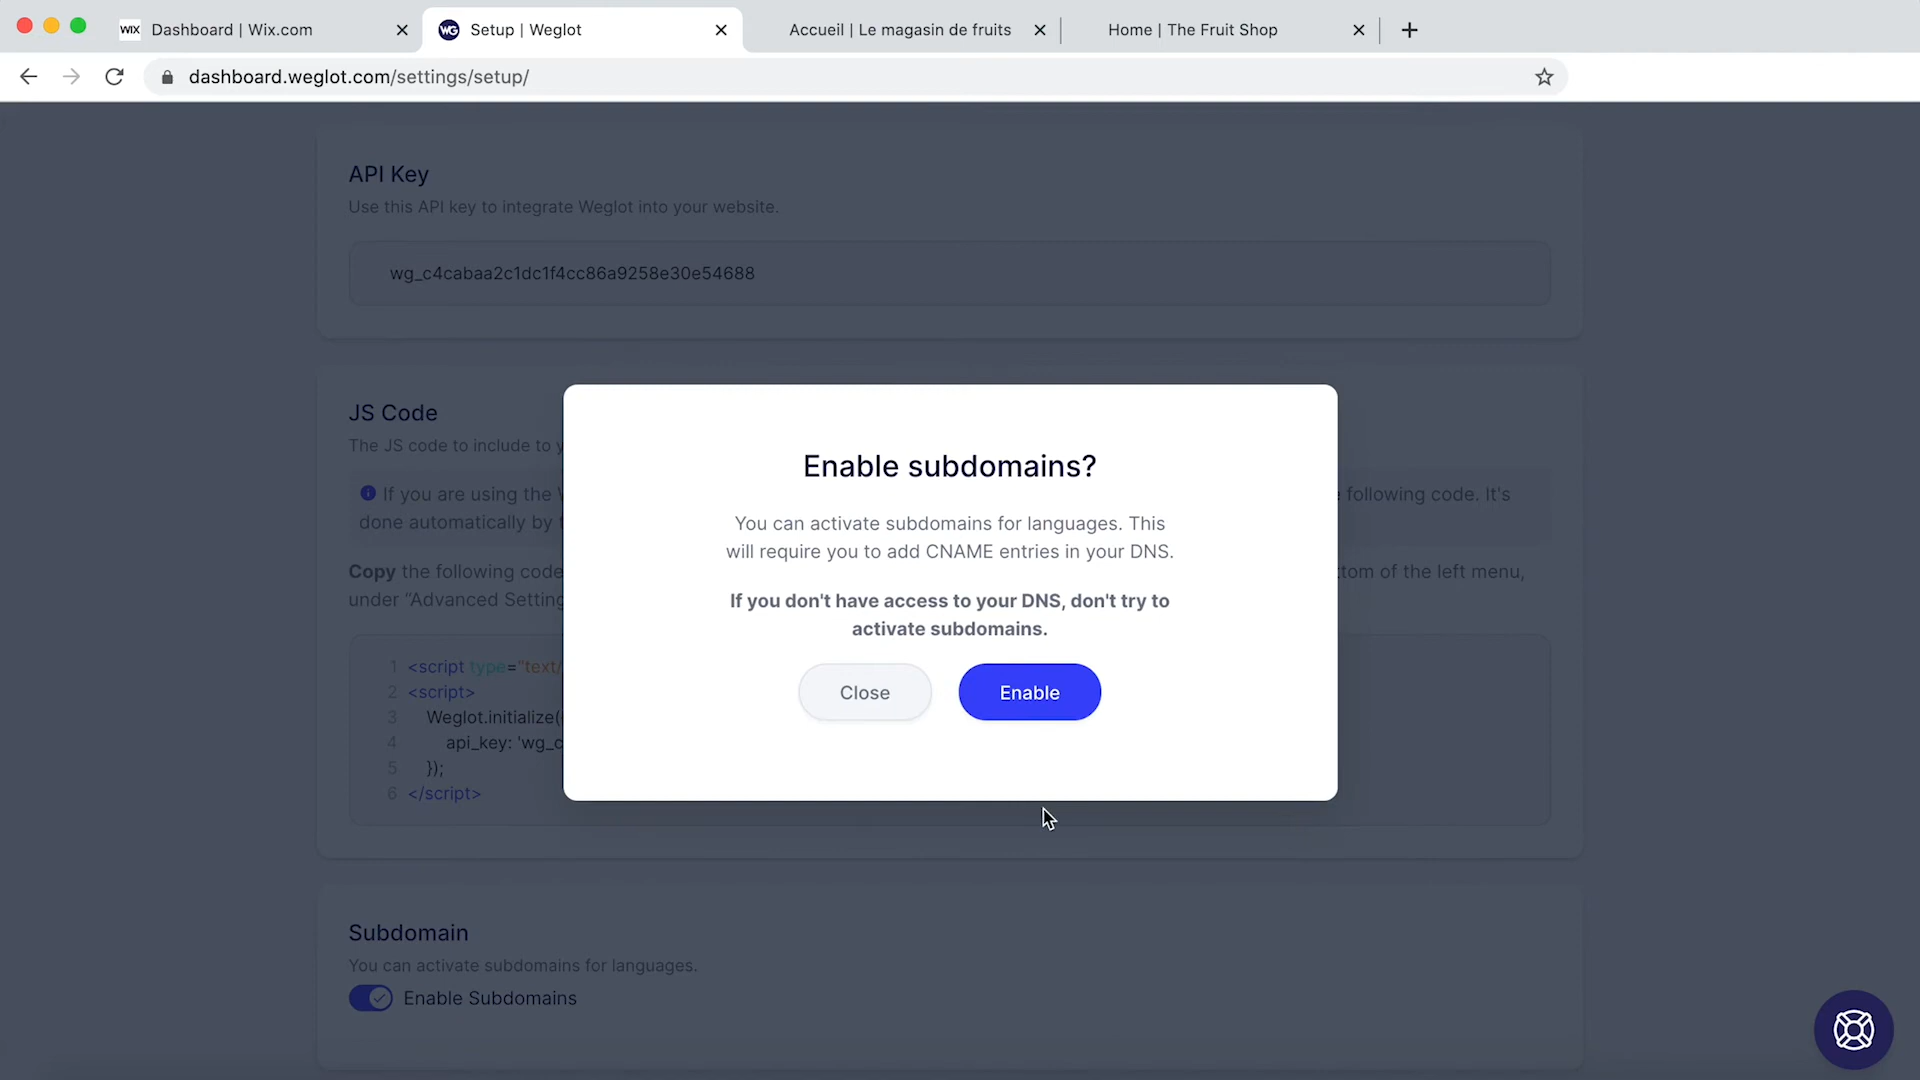 WIX Dashboard | Wix.com
WG Setup | Weglot
Accueil | Le magasin de fruits
Home | The Fruit Shop
dashboard.weglot.com/settings/setup/
API Key
Use this API key to integrate Weglot into your website.
wg_c4cabaa2c1dc1f4cc86a9258e30e54688
JS Code
The JS code to include to y
If you are using the W
following code. It's
done automatically by
Copy the following code
tom of the left menu,
under “Advanced Setting
1 <script type="text/
2 <script>
3 Weglot.initialize(
4 api_key: 'wg_c
5 });
6 </script>
Enable subdomains?
You can activate subdomains for languages. This
will require you to add CNAME entries in your DNS.
If you don't have access to your DNS, don't try to
activate subdomains.
Close
Enable
Subdomain
You can activate subdomains for languages.
Enable Subdomains